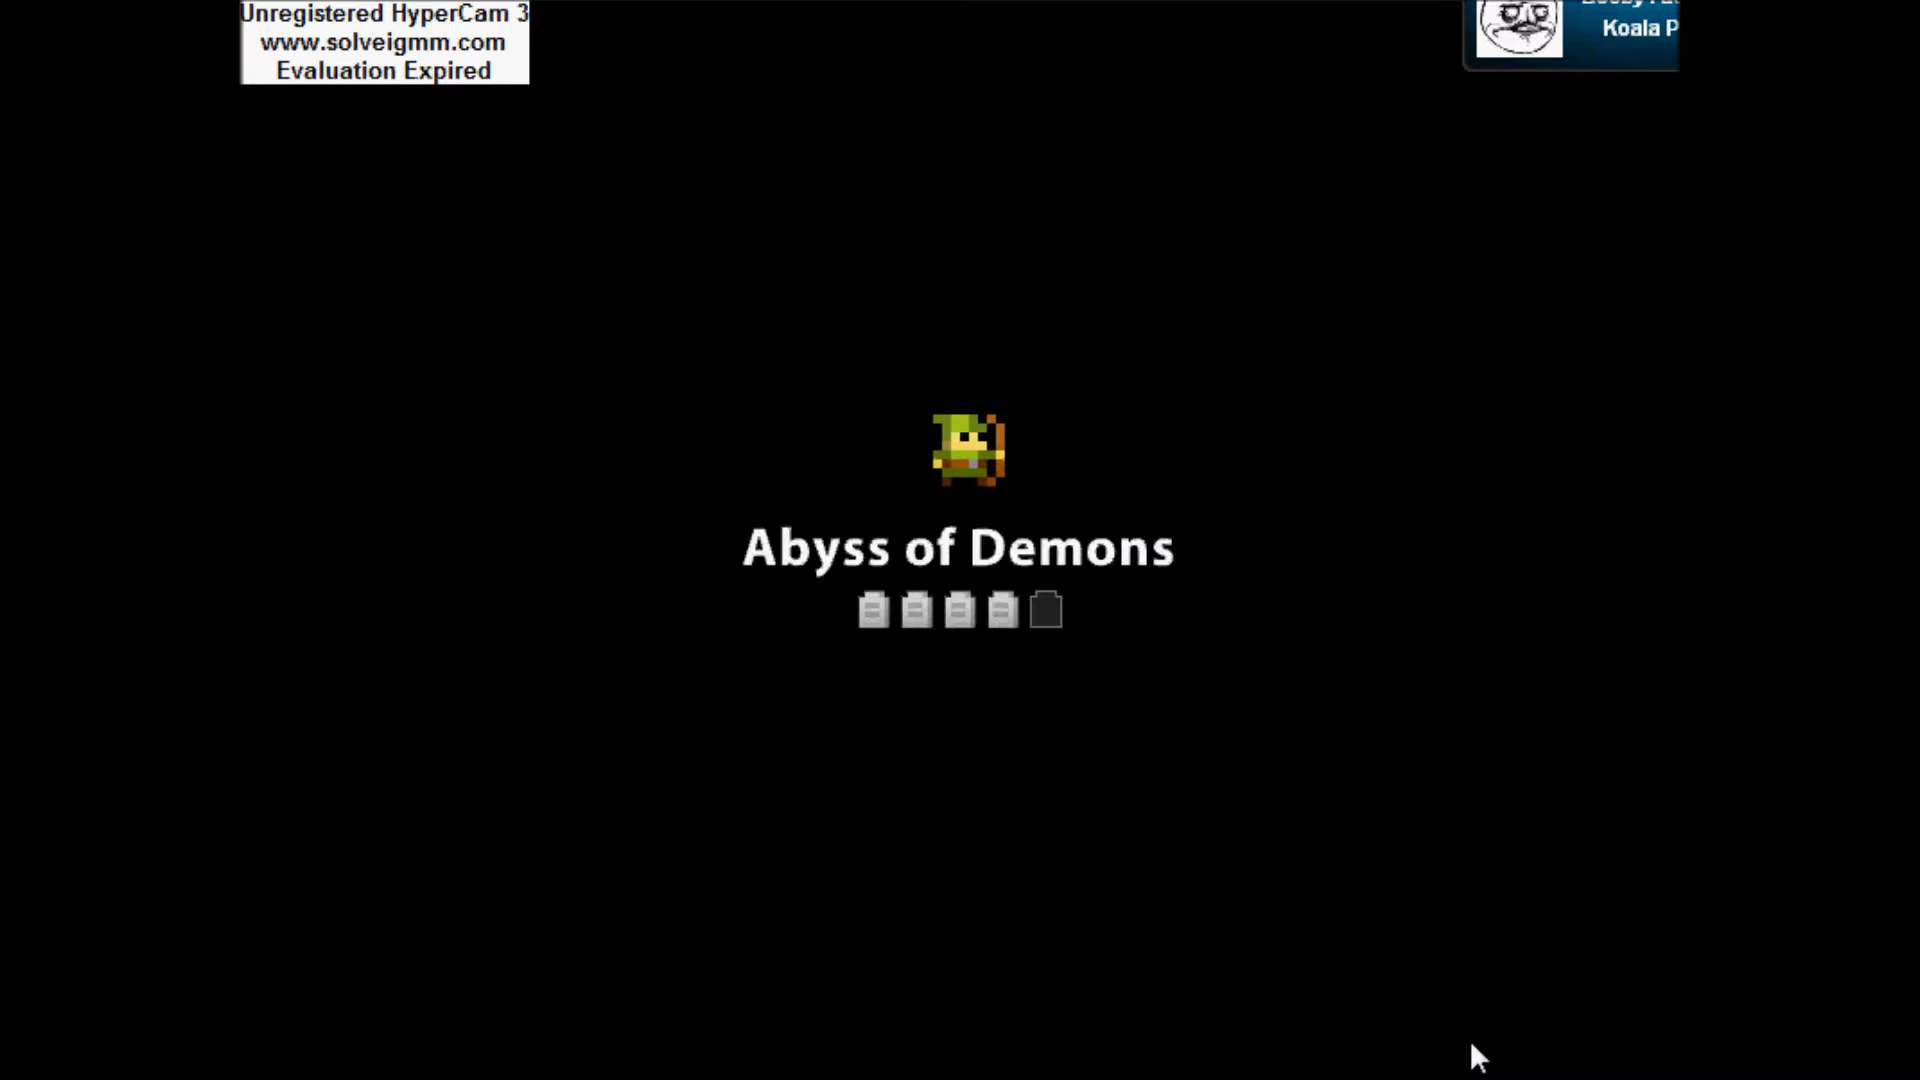 Unregistered HyperCam 3
www.solveigmm.com
Evaluation Expired
Koala P
Abyss of Demons